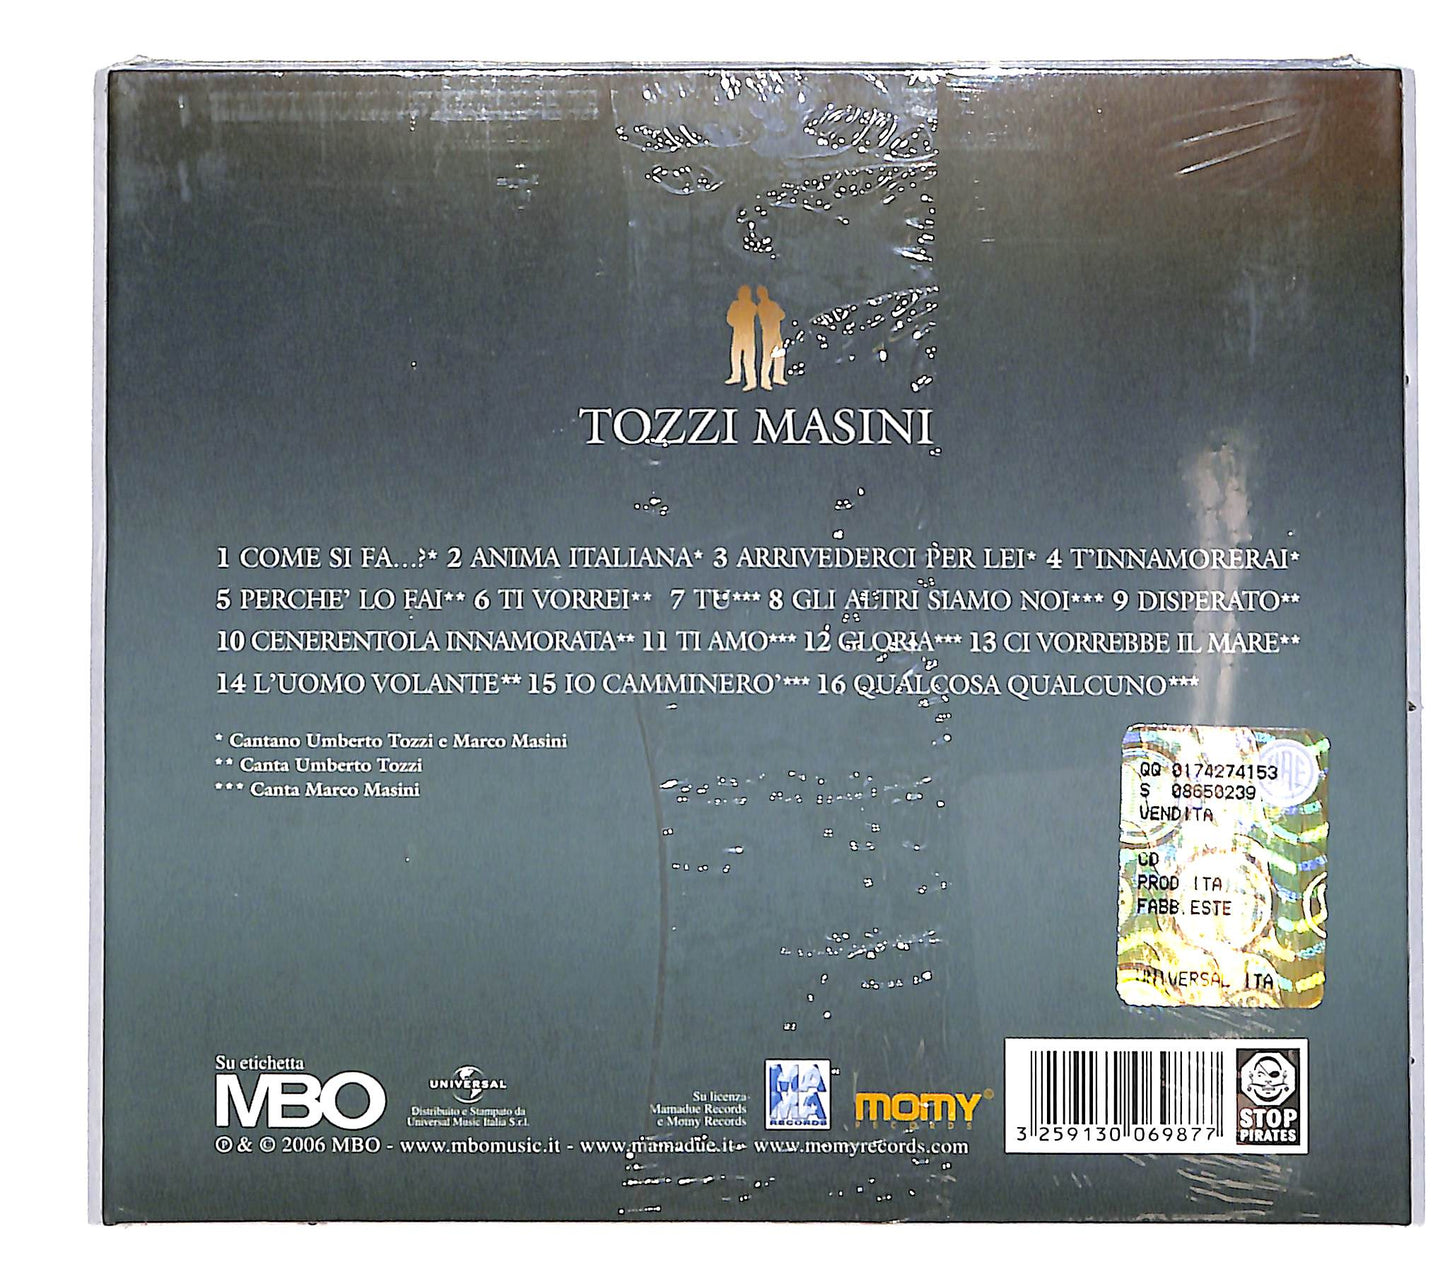 TOZZI MASINI
1 COME SI FA...?* 2 ANIMA ITALIANA* 3 ARRIVEDERCI PER LEI* 4 T'INNAMORERAI*
5 PERCHE' LO FAI** 6 TI VORREI** 7 TU*** 8 GLI ALTRI SIAMO NOI*** 9 DISPERATO**
10 CENERENTOLA INNAMORATA** 11 TI AMO*** 12 GLORIA*** 13 CI VORREBBE IL MARE**
14 L'UOMO VOLANTE** 15 IO CAMMINERO'*** 16 QUALCOSA QUALCUNO***
* Cantano Umberto Tozzi e Marco Masini
** Canta Umberto Tozzi
*** Canta Marco Masini
QQ 0174274153
S 08650239
VENDITA
CD
PROD ITA
FABB.ESTE
UNIVERSAL ITA
Su etichetta
MBO
UNIVERSAL
Distribuito e Stampato da
Universal Music Italia S.r.l.
Su licenza
Mamadue Records
e Momy Records
MAMA
RECORDS
momy
RECORDS
3 259130 069877
STOP
PIRATES
℗ & © 2006 MBO - www.mbomusic.it - www.mamadue.it - www.momyrecords.com